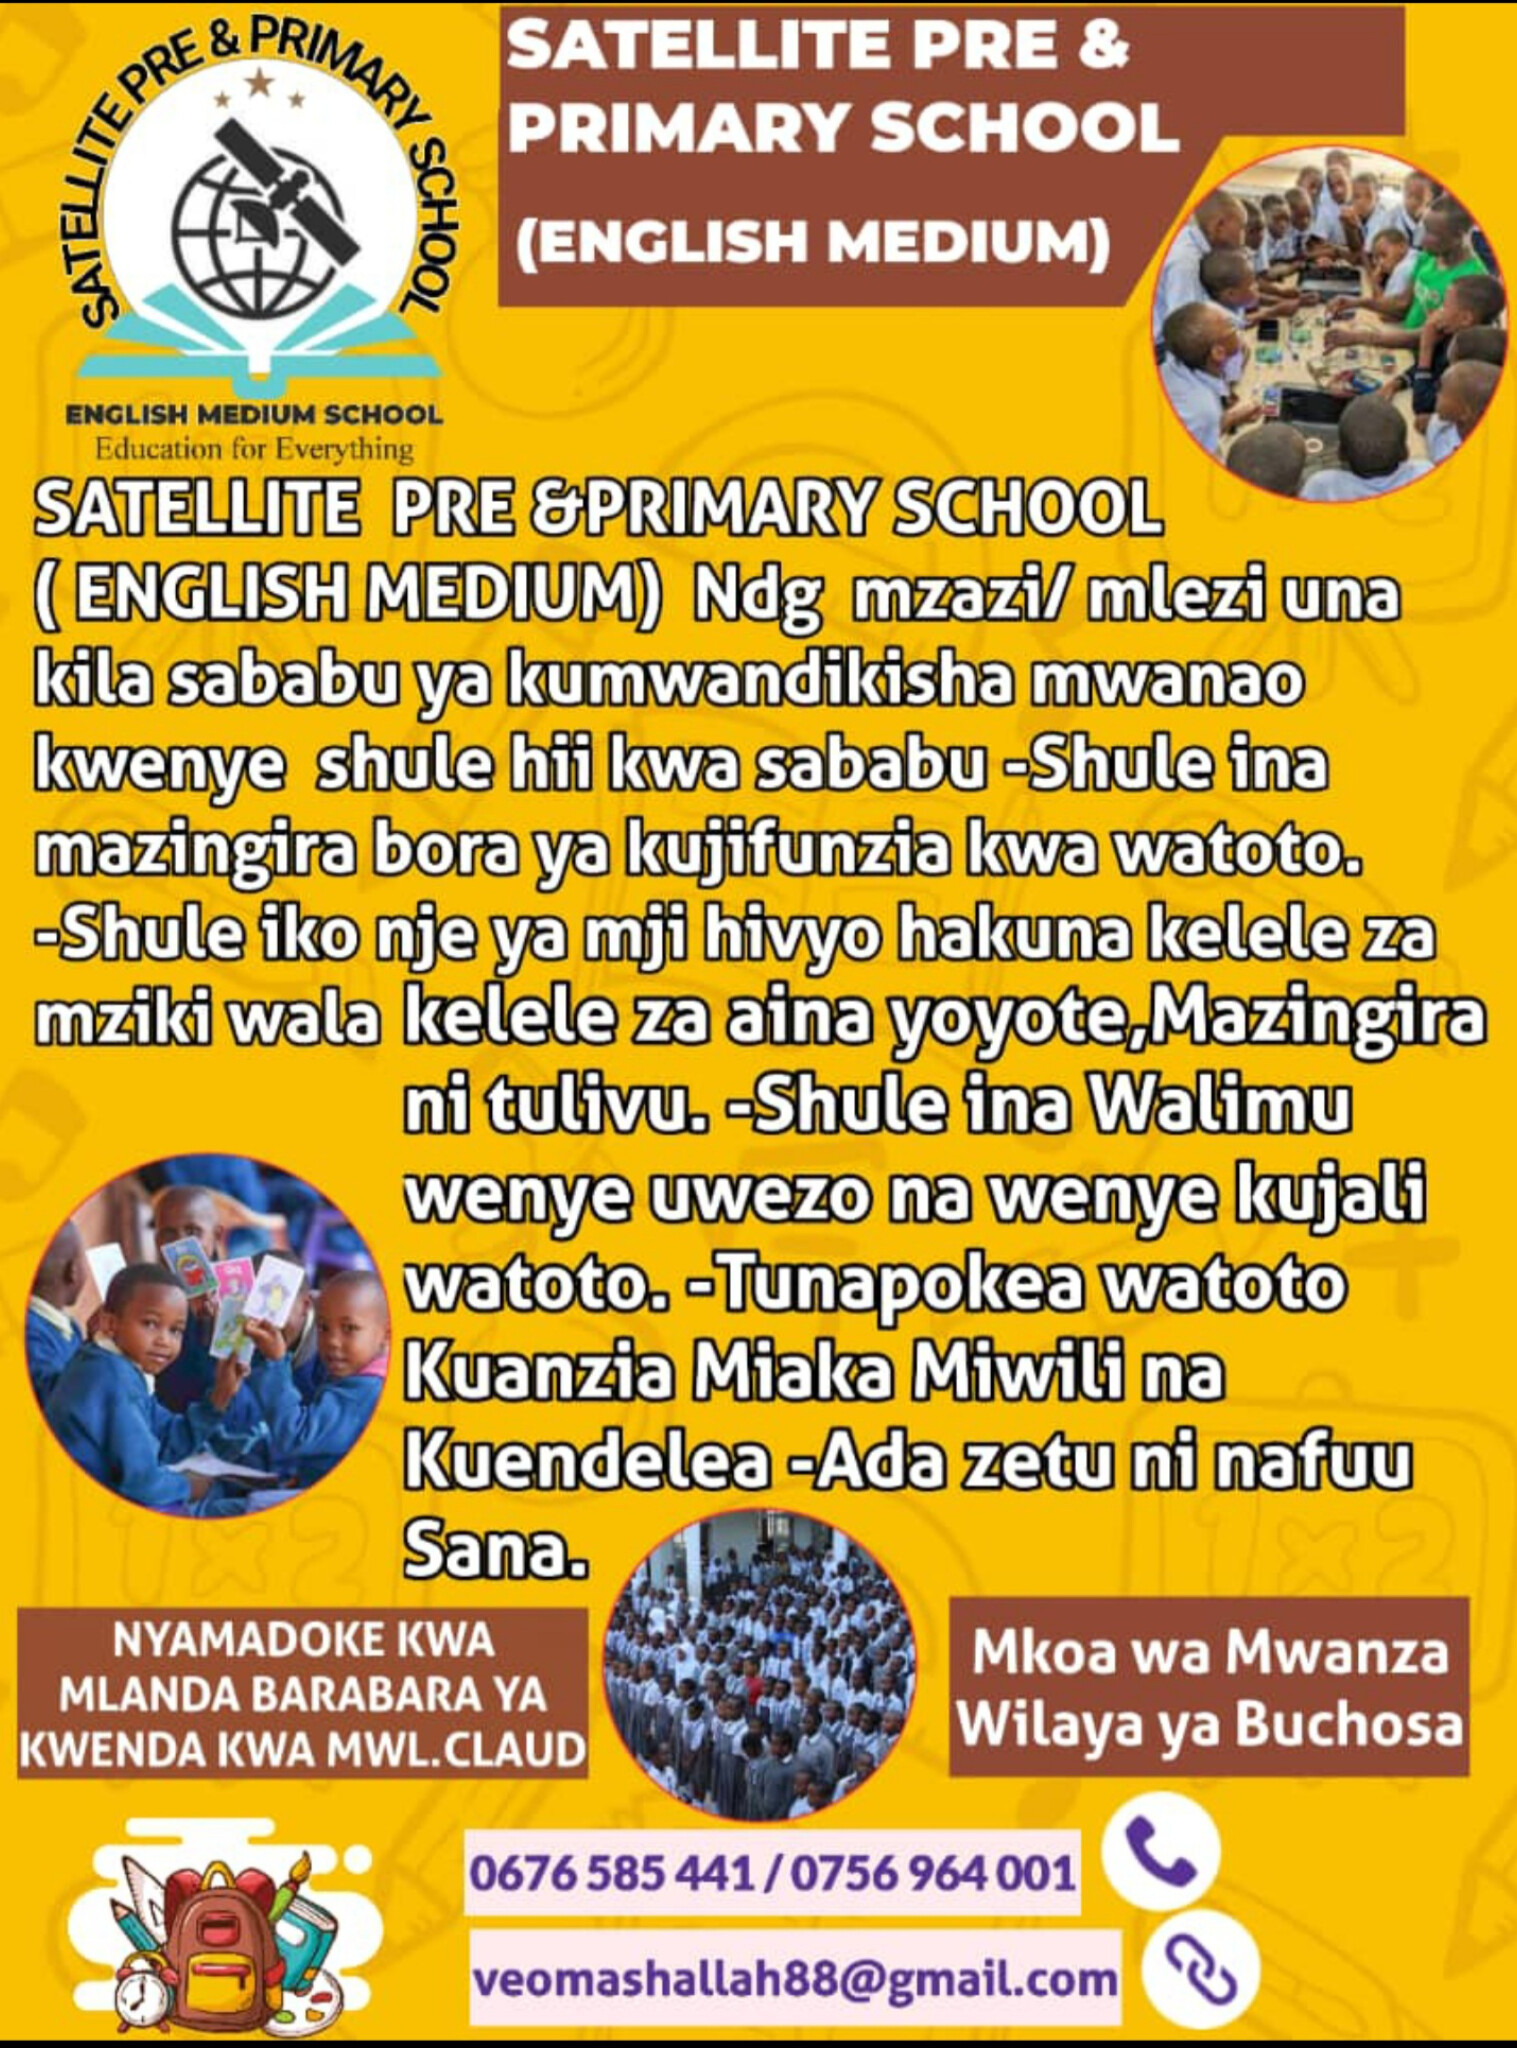 SATELLITE PRE & PRIMARY SCHOOL
ENGLISH MEDIUM SCHOOL
Education for Everything
SATELLITE PRE &
PRIMARY SCHOOL
(ENGLISH MEDIUM)
SATELLITE PRE &PRIMARY SCHOOL
( ENGLISH MEDIUM) Ndg mzazi/ mlezi una
kila sababu ya kumwandikisha mwanao
kwenye shule hii kwa sababu -Shule ina
mazingira bora ya kujifunzia kwa watoto.
-Shule iko nje ya mji hivyo hakuna kelele za
mziki wala kelele za aina yoyote,Mazingira
ni tulivu. -Shule ina Walimu
wenye uwezo na wenye kujali
watoto. -Tunapokea watoto
Kuanzia Miaka Miwili na
Kuendelea -Ada zetu ni nafuu
Sana.
NYAMADOKE KWA
MLANDA BARABARA YA
KWENDA KWA MWL.CLAUD
Mkoa wa Mwanza
Wilaya ya Buchosa
0676 585 441 / 0756 964 001
veomashallah88@gmail.com